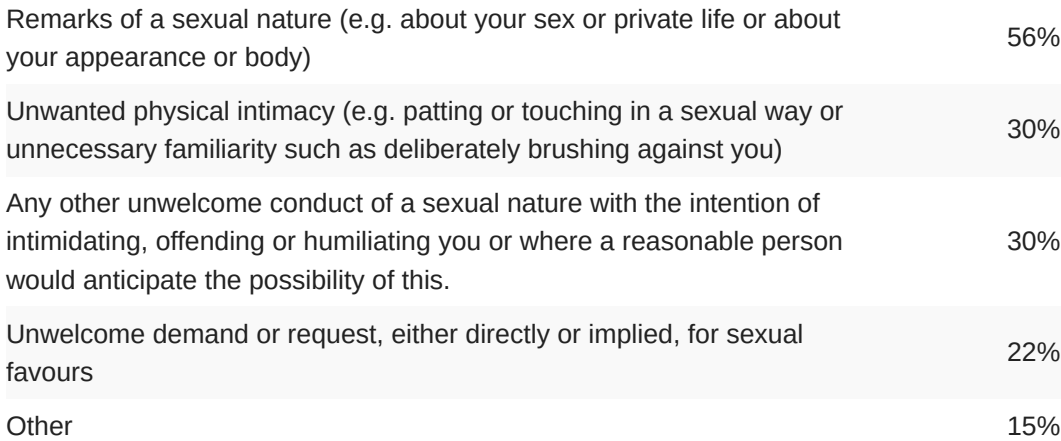 Remarks of a sexual nature (e.g. about your sex or private life or about
your appearance or body)
56%
Unwanted physical intimacy (e.g. patting or touching in a sexual way or
unnecessary familiarity such as deliberately brushing against you)
30%
Any other unwelcome conduct of a sexual nature with the intention of
intimidating, offending or humiliating you or where a reasonable person
would anticipate the possibility of this.
30%
Unwelcome demand or request, either directly or implied, for sexual
favours
22%
Other
15%